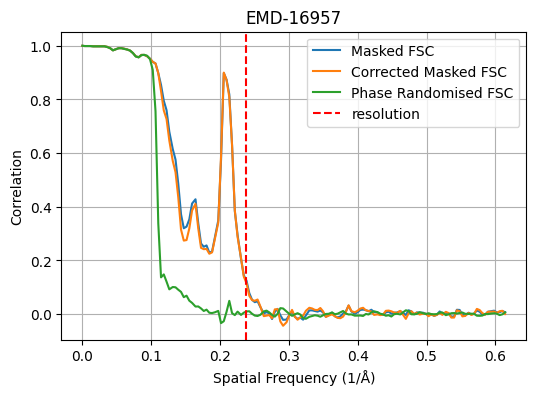 EMD-16957
Masked FSC
Corrected Masked FSC
Phase Randomised FSC
resolution
Correlation
1.0
0.8
0.6
0.4
0.2
0.0
0.0 0.1 0.2 0.3 0.4 0.5 0.6
Spatial Frequency (1/Å)